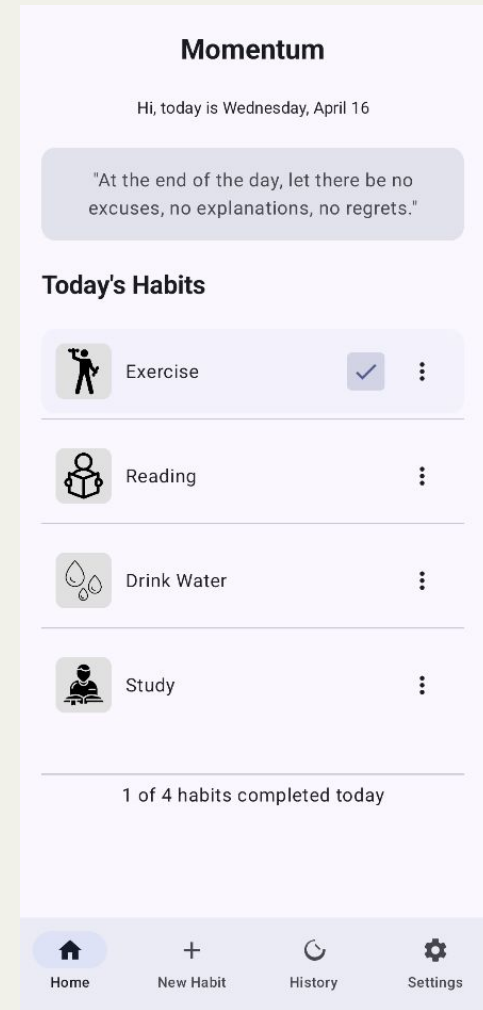 Momentum
Hi, today is Wednesday, April 16
"At the end of the day, let there be no
excuses, no explanations, no regrets."
Today's Habits
Exercise
Reading
Drink Water
Study
1 of 4 habits completed today
Home
New Habit
History
Settings